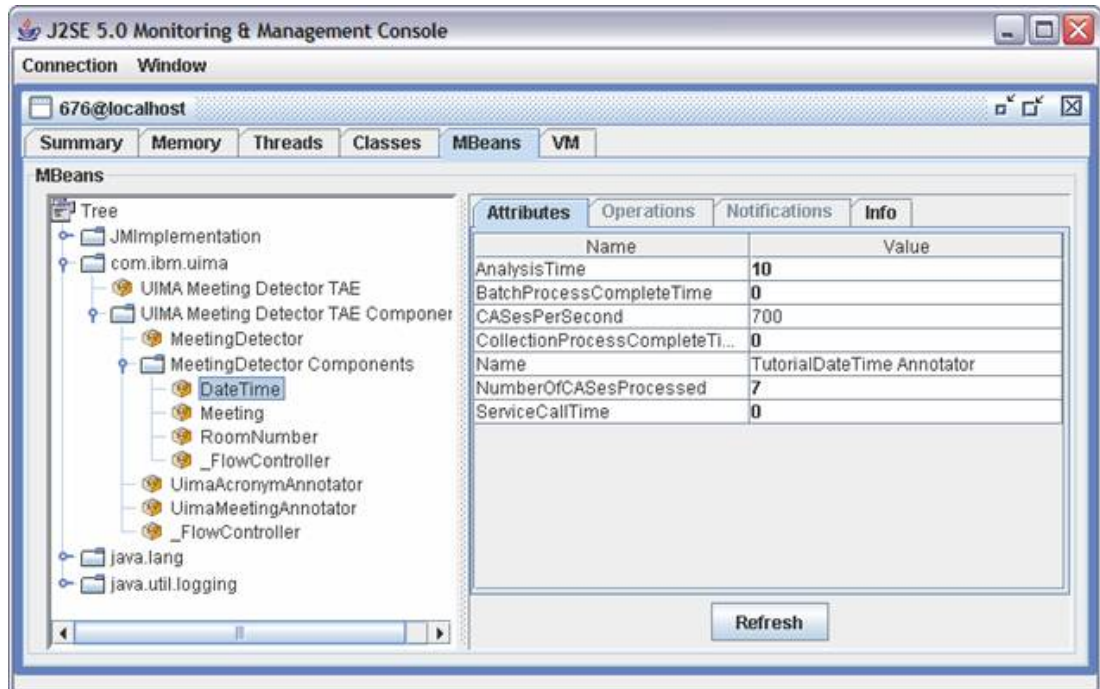 J2SE 5.0 Monitoring & Management Console
Connection Window
676@localhost
Summary Memory Threads Classes MBeans VM
MBeans
Tree
JMImplementation
com.ibm.uima
UIMA Meeting Detector TAE
UIMA Meeting Detector TAE Componer
MeetingDetector
MeetingDetector Components
DateTime
Meeting
RoomNumber
_FlowController
UimaAcronymAnnotator
UimaMeetingAnnotator
_FlowController
java.lang
java.util.logging
Attributes Operations Notifications Info
Name Value
AnalysisTime 10
BatchProcessCompleteTime 0
CASesPerSecond 700
CollectionProcessCompleteTi... 0
Name TutorialDateTime Annotator
NumberOfCASesProcessed 7
ServiceCallTime 0
Refresh